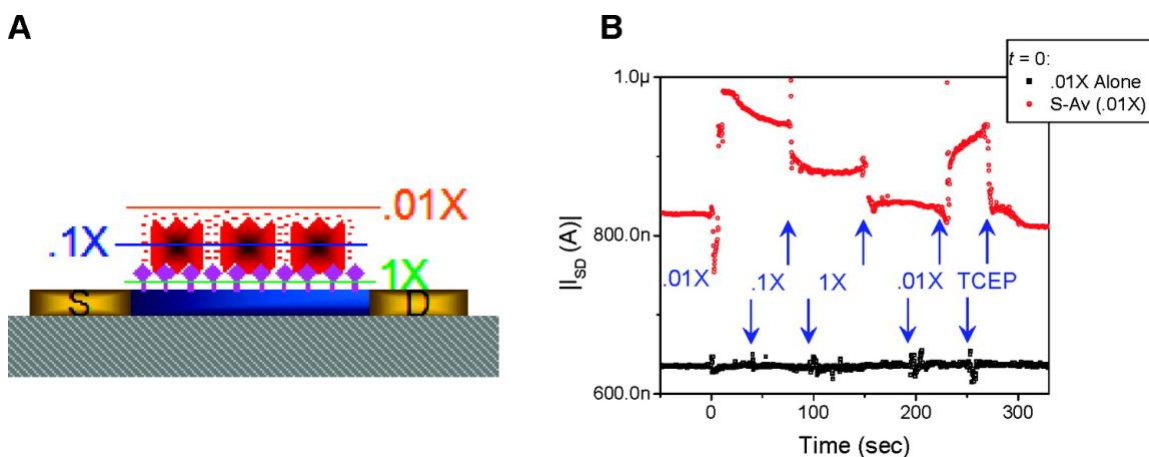 A
.01X
.1X
1X
S
D
B
t = 0:
.01X Alone
S-Av (.01X)
1.0µ
800.0n
600.0n
|I_SD (A)|
.01X
.1X
1X
.01X
TCEP
0
100
200
300
Time (sec)